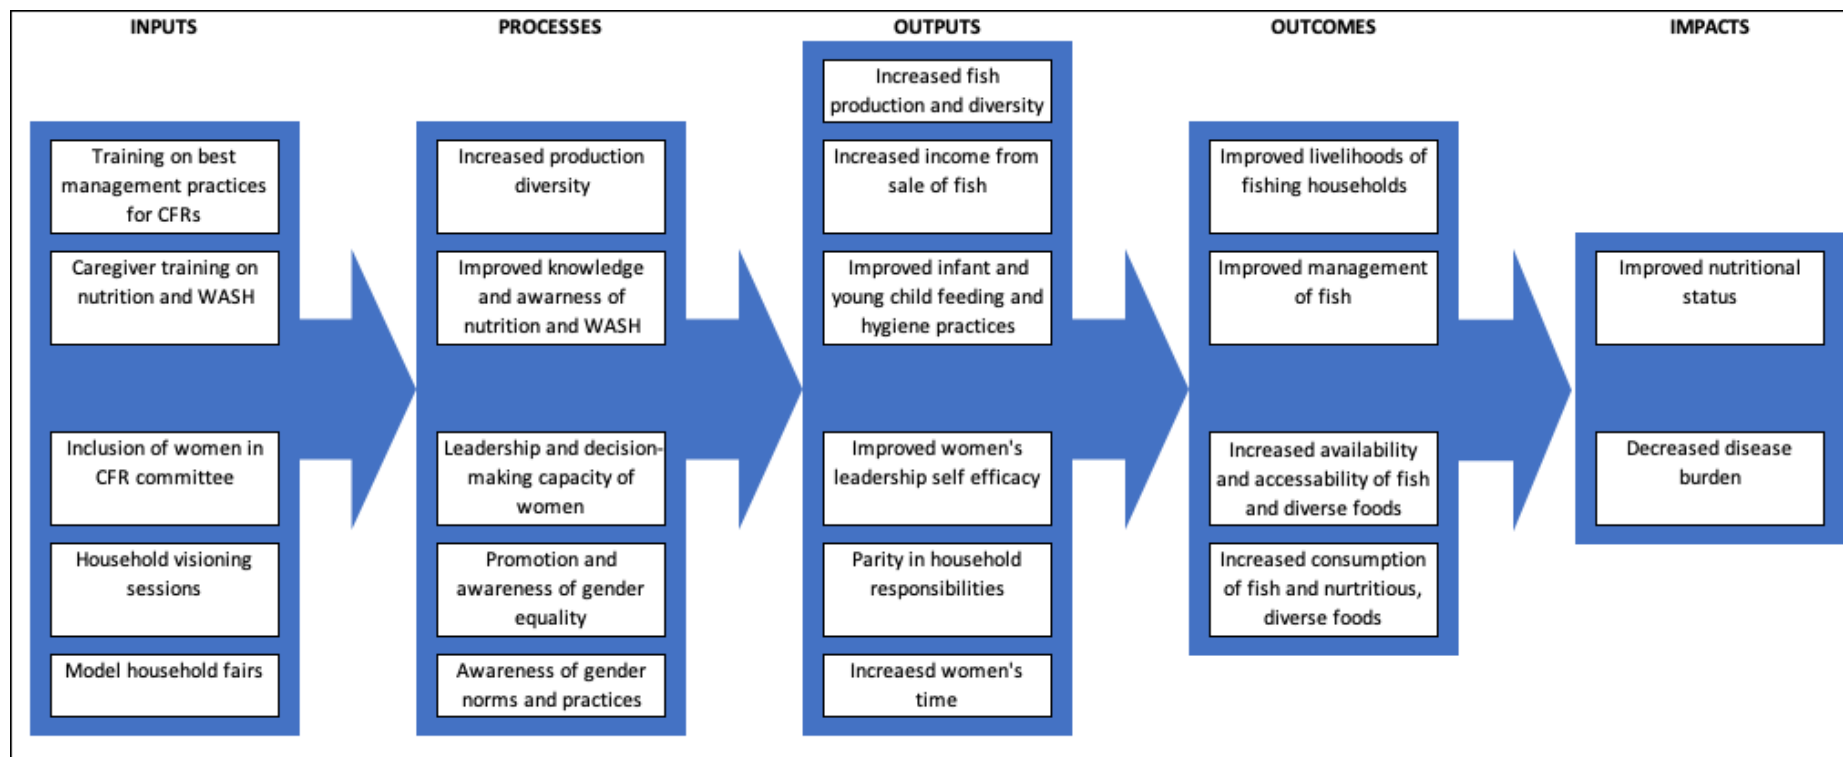 INPUTS
Training on best
management practices
for CFRs
Caregiver training on
nutrition and WASH
Inclusion of women in
CFR committee
Household visioning
sessions
Model household fairs
PROCESSES
Increased production
diversity
Improved knowledge
and awarness of
nutrition and WASH
Leadership and decision-
making capacity of
women
Promotion and
awareness of gender
equality
Awareness of gender
norms and practices
OUTPUTS
Increased fish
production and diversity
Increased income from
sale of fish
Improved infant and
young child feeding and
hygiene practices
Improved women's
leadership self efficacy
Parity in household
responsibilities
Increaesd women's
time
OUTCOMES
Improved livelihoods of
fishing households
Improved management
of fish
Increased availability
and accessability of fish
and diverse foods
Increased consumption
of fish and nurtritious,
diverse foods
IMPACTS
Improved nutritional
status
Decreased disease
burden